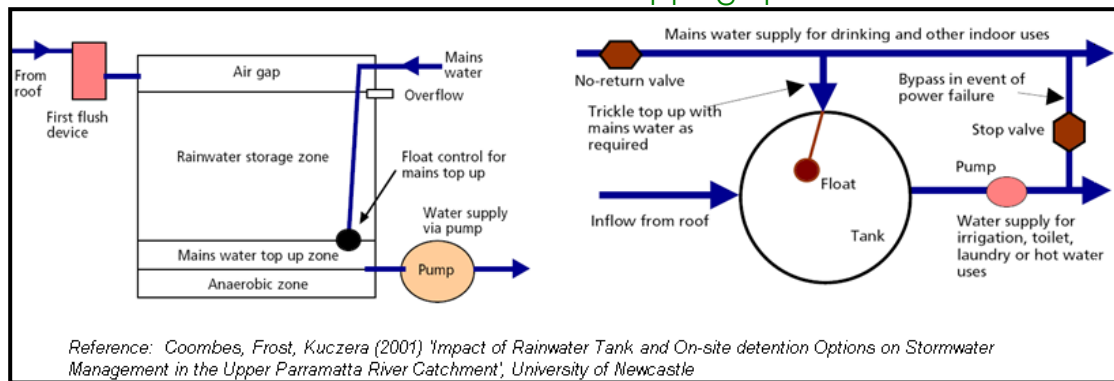 From
roof
First flush
device
Air gap
Mains
water
Overflow
Rainwater storage zone
Float control for
mains top up
Water supply
via pump
Mains water top up zone
Anaerobic zone
Pump
Mains water supply for drinking and other indoor uses
No-return valve
Trickle top up with
mains water as
required
Bypass in event of
power failure
Stop valve
Float
Pump
Inflow from roof
Tank
Water supply for
irrigation, toilet,
laundry or hot water
uses
Reference: Coombes, Frost, Kuczera (2001) 'Impact of Rainwater Tank and On-site detention Options on Stormwater
Management in the Upper Parramatta River Catchment', University of Newcastle